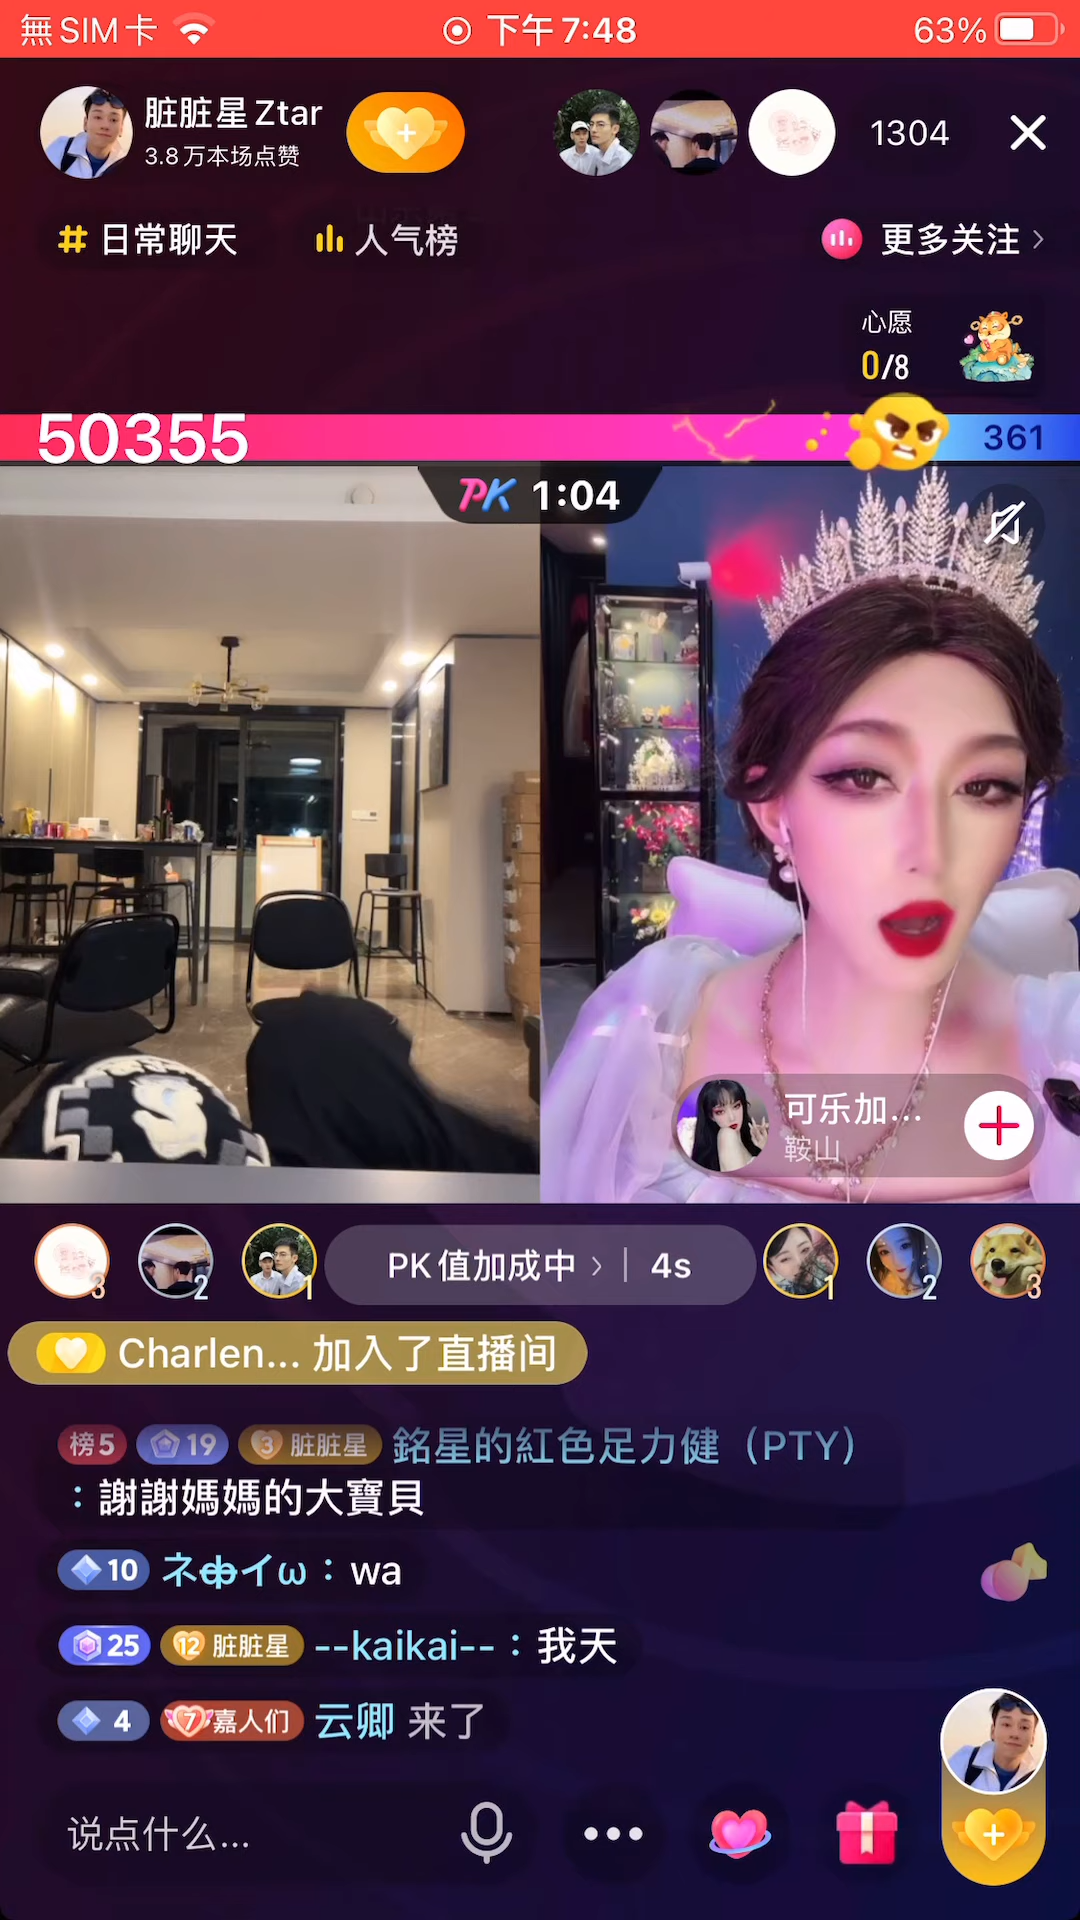 無 SIM 卡 下午 7:48 63%
脏脏星 Ztar
3.8 万本场点赞
1304
# 日常聊天 人气榜 更多关注
心愿
0/8
50355 361
PK 1:04
可乐加...
鞍山
3 2 1 PK 值加成中 | 4s 1 2 3
Charlen... 加入了直播间
榜5 19 3 脏脏星 銘星的紅色足力健（PTY）
：謝謝媽媽的大寶貝
10 ネ肀イω：wa
25 12 脏脏星 --kaikai--：我天
4 7 嘉人们 云卿 来了
说点什么...